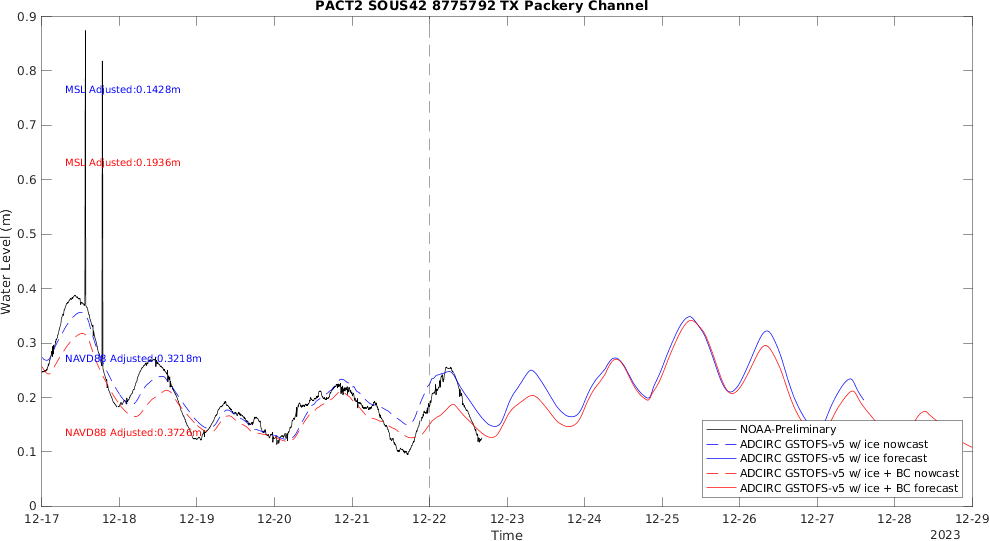 PACT2 SOUS42 8775792 TX Packery Channel
0.9
0.8
0.7
0.6
0.5
0.4
0.3
0.2
0.1
0
Water Level (m)
MSL Adjusted:0.1428m
MSL Adjusted:0.1936m
NAVD88 Adjusted:0.3218m
NAVD88 Adjusted:0.3726m
NOAA-Preliminary
ADCIRC GSTOFS-v5 w/ ice nowcast
ADCIRC GSTOFS-v5 w/ ice forecast
ADCIRC GSTOFS-v5 w/ ice + BC nowcast
ADCIRC GSTOFS-v5 w/ ice + BC forecast
12-17 12-18 12-19 12-20 12-21 12-22 12-23 12-24 12-25 12-26 12-27 12-28 12-29
Time
2023